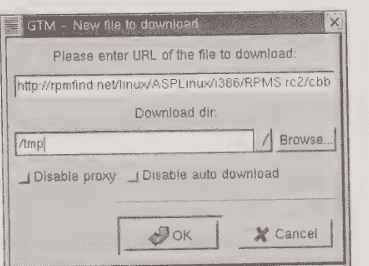 GTM - New file to download
Please enter URL of the file to download:
http://rpmfind net/linux/ASPLinux/i386/RPMS rc2/cbb
Download dir:
/tmp
/ Browse...
Disable proxy Disable auto download
OK Cancel